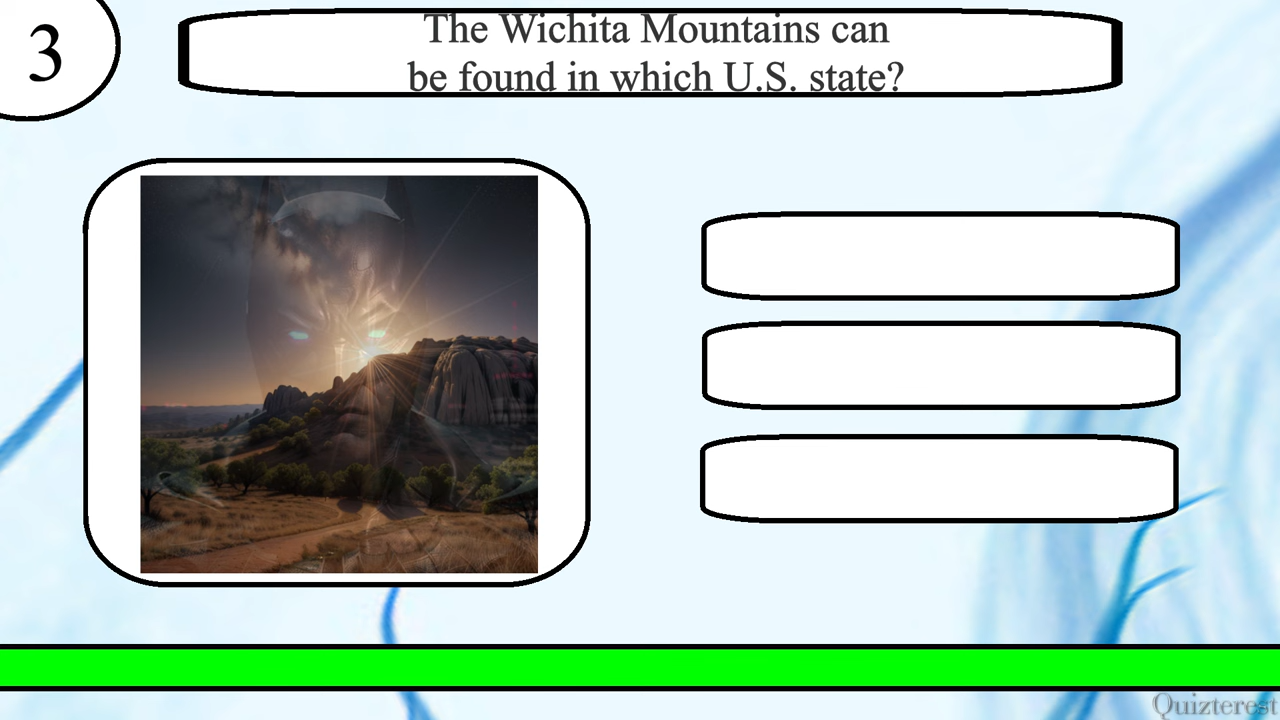 3
The Wichita Mountains can
be found in which U.S. state?
Quizterest